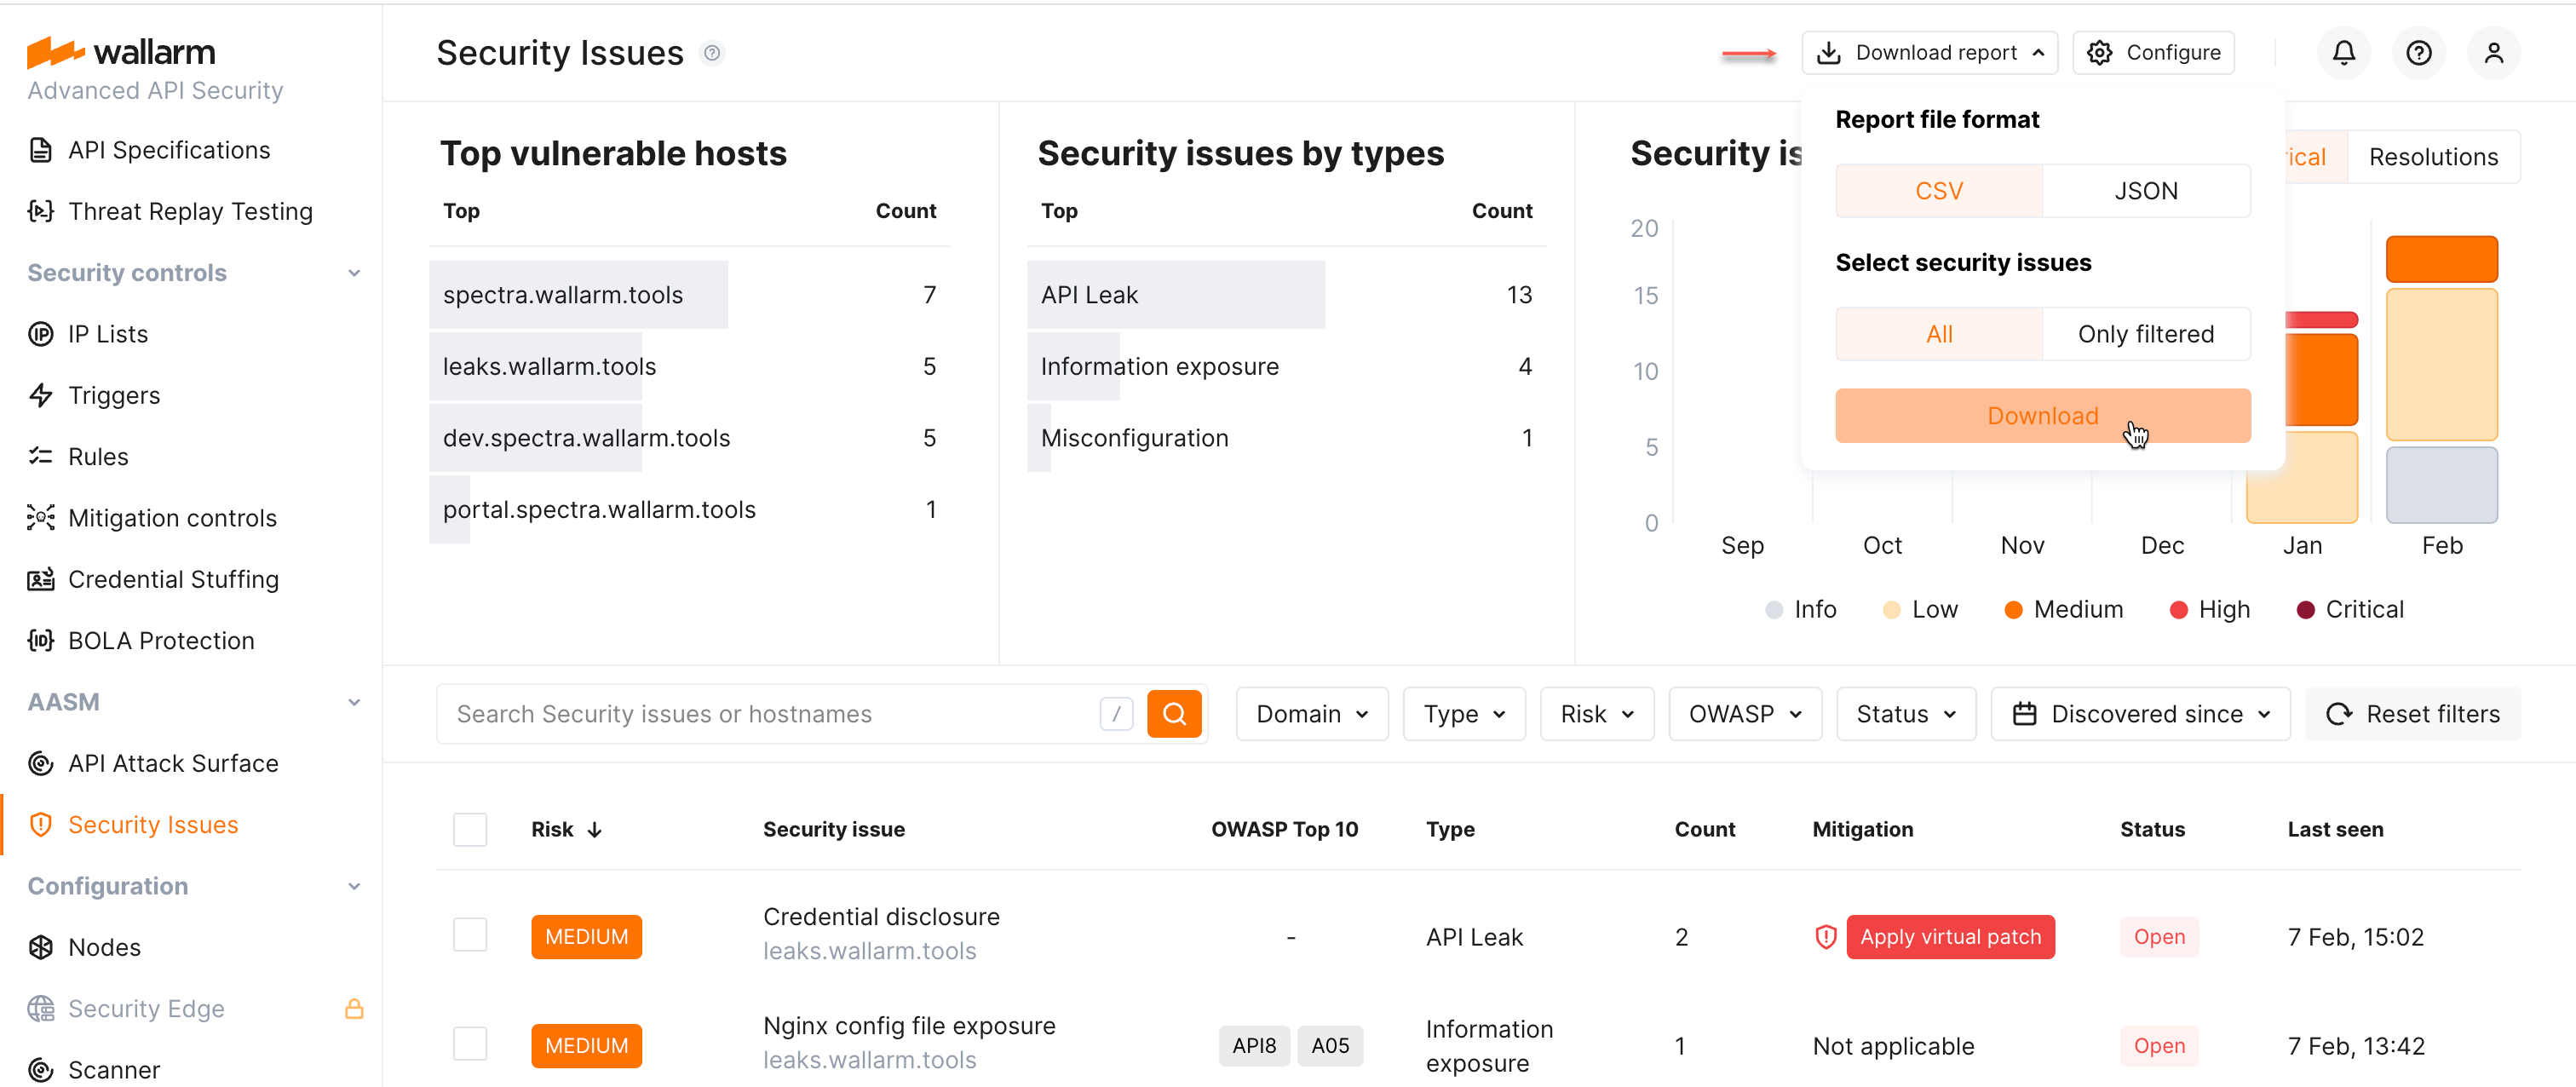 wallarm
Advanced API Security
API Specifications
Threat Replay Testing
Security controls
IP Lists
Triggers
Rules
Mitigation controls
Credential Stuffing
BOLA Protection
AASM
API Attack Surface
Security Issues
Configuration
Nodes
Security Edge
Scanner
Security Issues
Download report
Configure
Report file format
CSV JSON
Select security issues
All Only filtered
Download
Top vulnerable hosts
Top Count
spectra.wallarm.tools 7
leaks.wallarm.tools 5
dev.spectra.wallarm.tools 5
portal.spectra.wallarm.tools 1
Security issues by types
Top Count
API Leak 13
Information exposure 4
Misconfiguration 1
Security is
ical Resolutions
20
15
10
5
0
Sep Oct Nov Dec Jan Feb
Info Low Medium High Critical
Search Security issues or hostnames / Domain Type Risk OWASP Status Discovered since Reset filters
Risk Security issue OWASP Top 10 Type Count Mitigation Status Last seen
MEDIUM Credential disclosure - API Leak 2 Apply virtual patch Open 7 Feb, 15:02
leaks.wallarm.tools
MEDIUM Nginx config file exposure API8 A05 Information 1 Not applicable Open 7 Feb, 13:42
leaks.wallarm.tools exposure